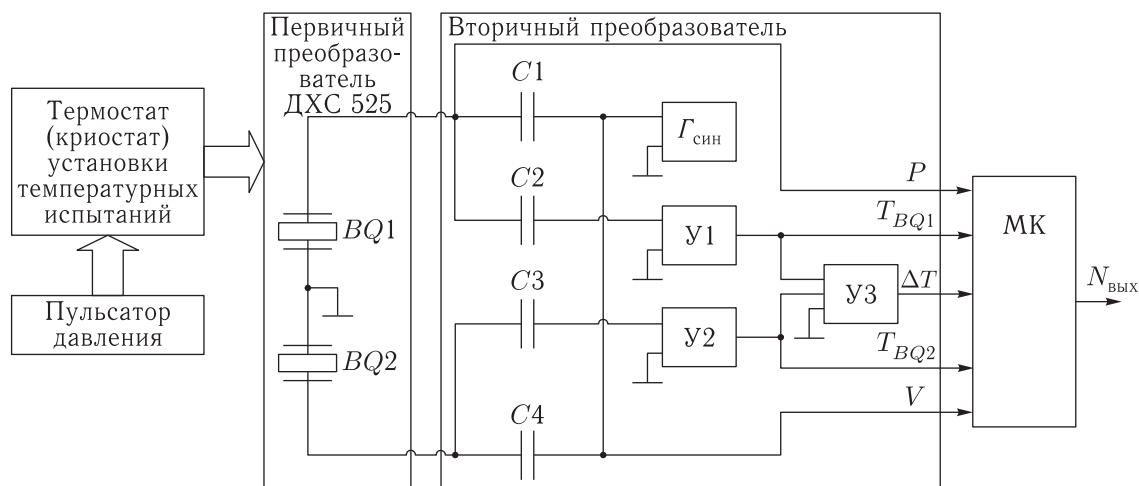 Первичный
преобразо-
ватель
ДХС 525
Вторичный преобразователь
Термостат
(криостат)
установки
температурных
испытаний
Пульсатор
давления
BQ1
BQ2
C1
C2
C3
C4
Гсин
У1
У2
У3
P
TBQ1
ΔT
TBQ2
V
МК
Nвых